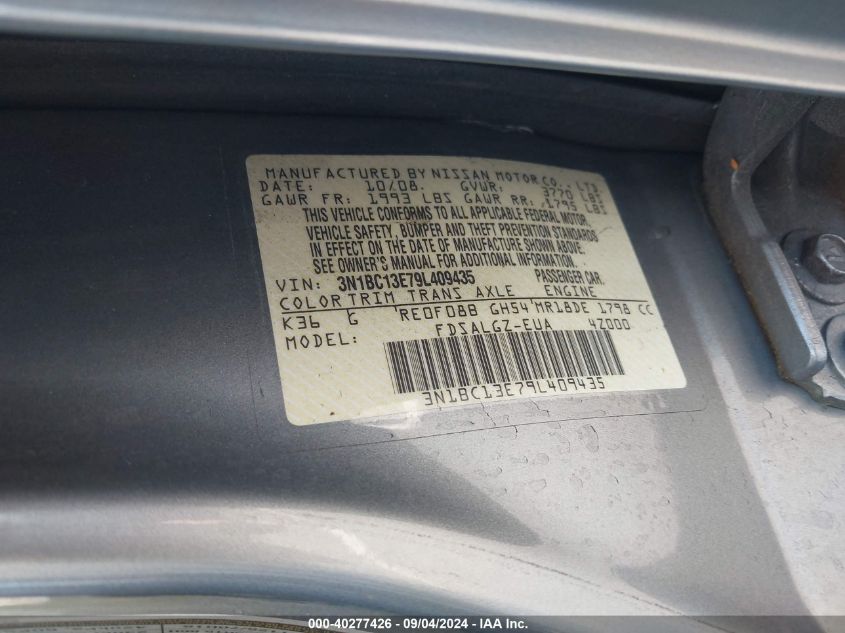 MANUFACTURED BY NISSAN MOTOR CO., LTD
DATE: 10/08. GVWR: 3770 LBS
GAWR FR: 1993 LBS GAWR RR: 1795 LBS
THIS VEHICLE CONFORMS TO ALL APPLICABLE FEDERAL MOTOR
VEHICLE SAFETY, BUMPER AND THEFT PREVENTION STANDARDS
IN EFFECT ON THE DATE OF MANUFACTURE SHOWN ABOVE.
SEE OWNER'S MANUAL FOR ADDITIONAL INFORMATION.
VIN: 3N1BC13E79L409435 PASSENGER CAR.
COLOR TRIM TRANS AXLE ENGINE
K36 G RE0F08B GH54 MR18DE 1798 CC
MODEL: FDSALGZ-EUA 4Z000
3N1BC13E79L409435
000-40277426 - 09/04/2024 - IAA Inc.